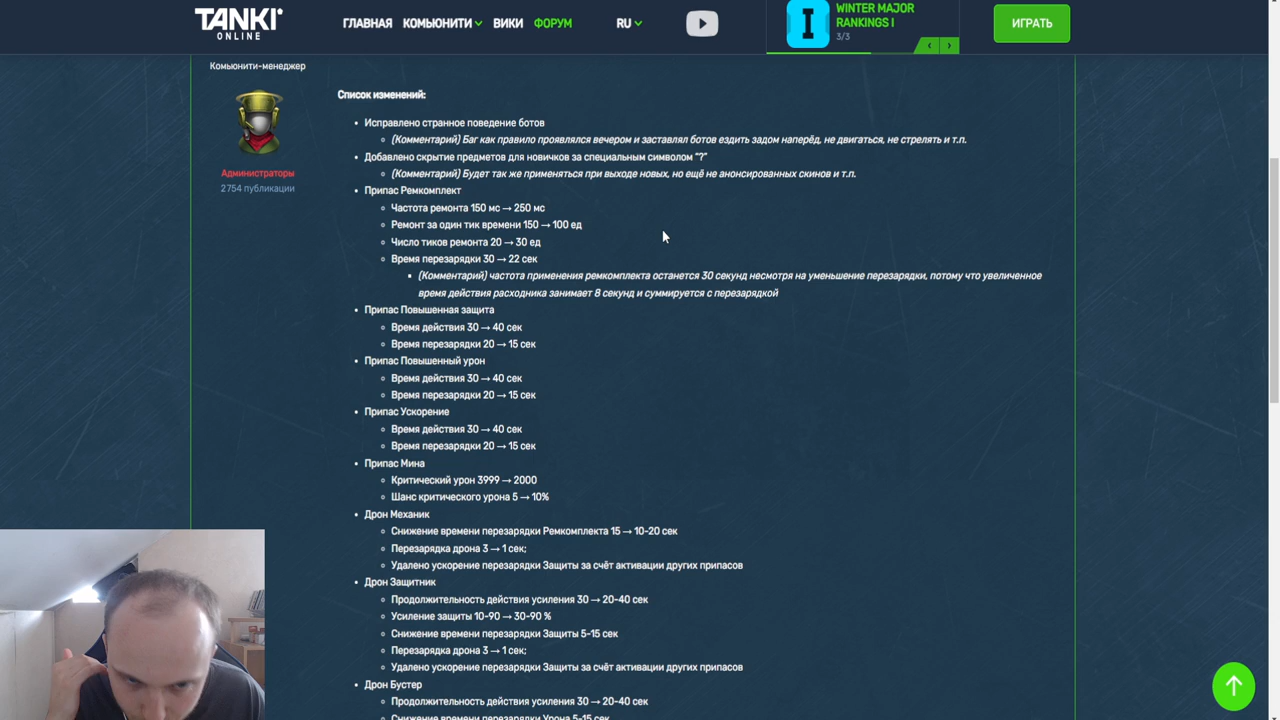 TANKI
ONLINE
ГЛАВНАЯ
КОМЬЮНИТИ
ВИКИ
ФОРУМ
RU
I
WINTER MAJOR
RANKINGS I
3/3
ИГРАТЬ
Комьюнити-менеджер
Администраторы
2 754 публикации
Список изменений:
Исправлено странное поведение ботов
(Комментарий) Баг как правило проявлялся вечером и заставлял ботов ездить задом наперёд, не двигаться, не стрелять и т.п.
Добавлено скрытие предметов для новичков за специальным символом "?"
(Комментарий) Будет так же применяться при выходе новых, но ещё не анонсированных скинов и т.п.
Припас Ремкомплект
Частота ремонта 150 мс → 250 мс
Ремонт за один тик времени 150 → 100 ед
Число тиков ремонта 20 → 30 ед
Время перезарядки 30 → 22 сек
(Комментарий) частота применения ремкомплекта останется 30 секунд несмотря на уменьшение перезарядки, потому что увеличенное
время действия расходника занимает 8 секунд и суммируется с перезарядкой
Припас Повышенная защита
Время действия 30 → 40 сек
Время перезарядки 20 → 15 сек
Припас Повышенный урон
Время действия 30 → 40 сек
Время перезарядки 20 → 15 сек
Припас Ускорение
Время действия 30 → 40 сек
Время перезарядки 20 → 15 сек
Припас Мина
Критический урон 3999 → 2000
Шанс критического урона 5 → 10%
Дрон Механик
Снижение времени перезарядки Ремкомплекта 15 → 10-20 сек
Перезарядка дрона 3 → 1 сек;
Удалено ускорение перезарядки Защиты за счёт активации других припасов
Дрон Защитник
Продолжительность действия усиления 30 → 20-40 сек
Усиление защиты 10-90 → 30-90 %
Снижение времени перезарядки Защиты 5-15 сек
Перезарядка дрона 3 → 1 сек;
Удалено ускорение перезарядки Защиты за счёт активации других припасов
Дрон Бустер
Продолжительность действия усиления 30 → 20-40 сек
Снижение времени перезарядки Урона 5-15 сек